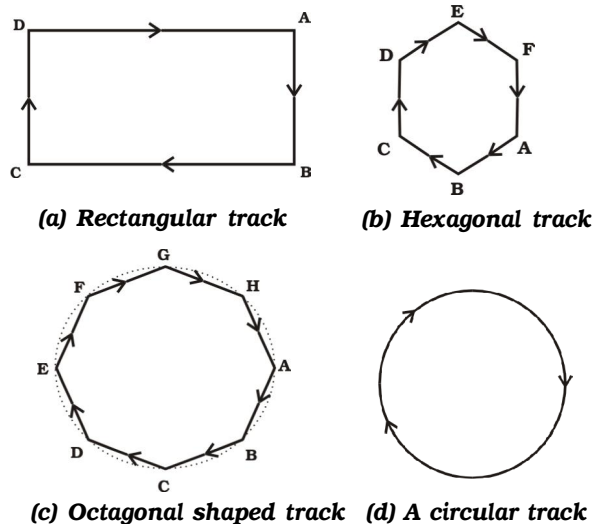 D A
C B
(a) Rectangular track
E
D F
C A
B
(b) Hexagonal track
G
F H
E A
D B
C
(c) Octagonal shaped track
(d) A circular track